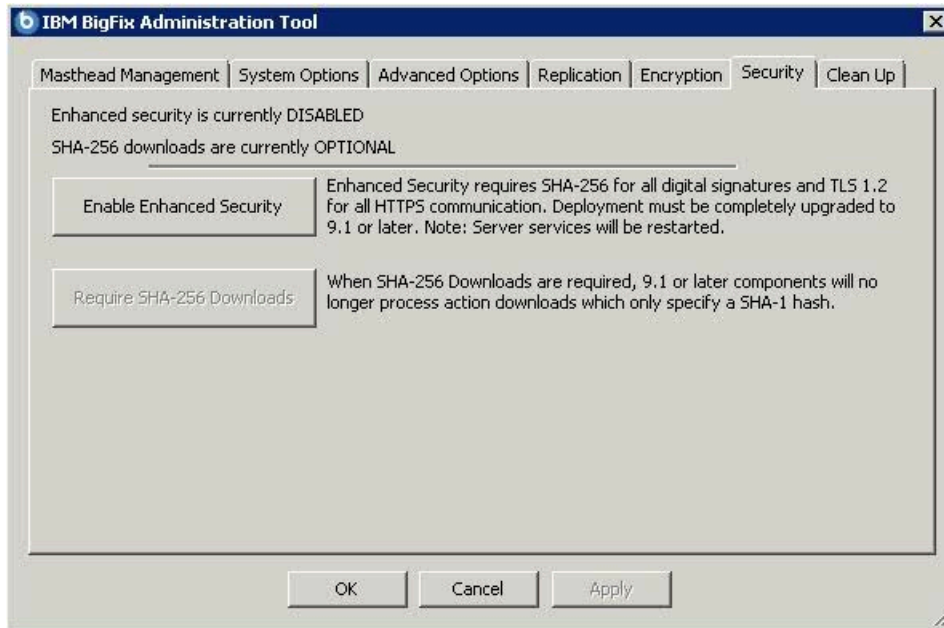 IBM BigFix Administration Tool
Masthead Management System Options Advanced Options Replication Encryption Security Clean Up
Enhanced security is currently DISABLED
SHA-256 downloads are currently OPTIONAL
Enable Enhanced Security
Enhanced Security requires SHA-256 for all digital signatures and TLS 1.2
for all HTTPS communication. Deployment must be completely upgraded to
9.1 or later. Note: Server services will be restarted.
Require SHA-256 Downloads
When SHA-256 Downloads are required, 9.1 or later components will no
longer process action downloads which only specify a SHA-1 hash.
OK Cancel Apply